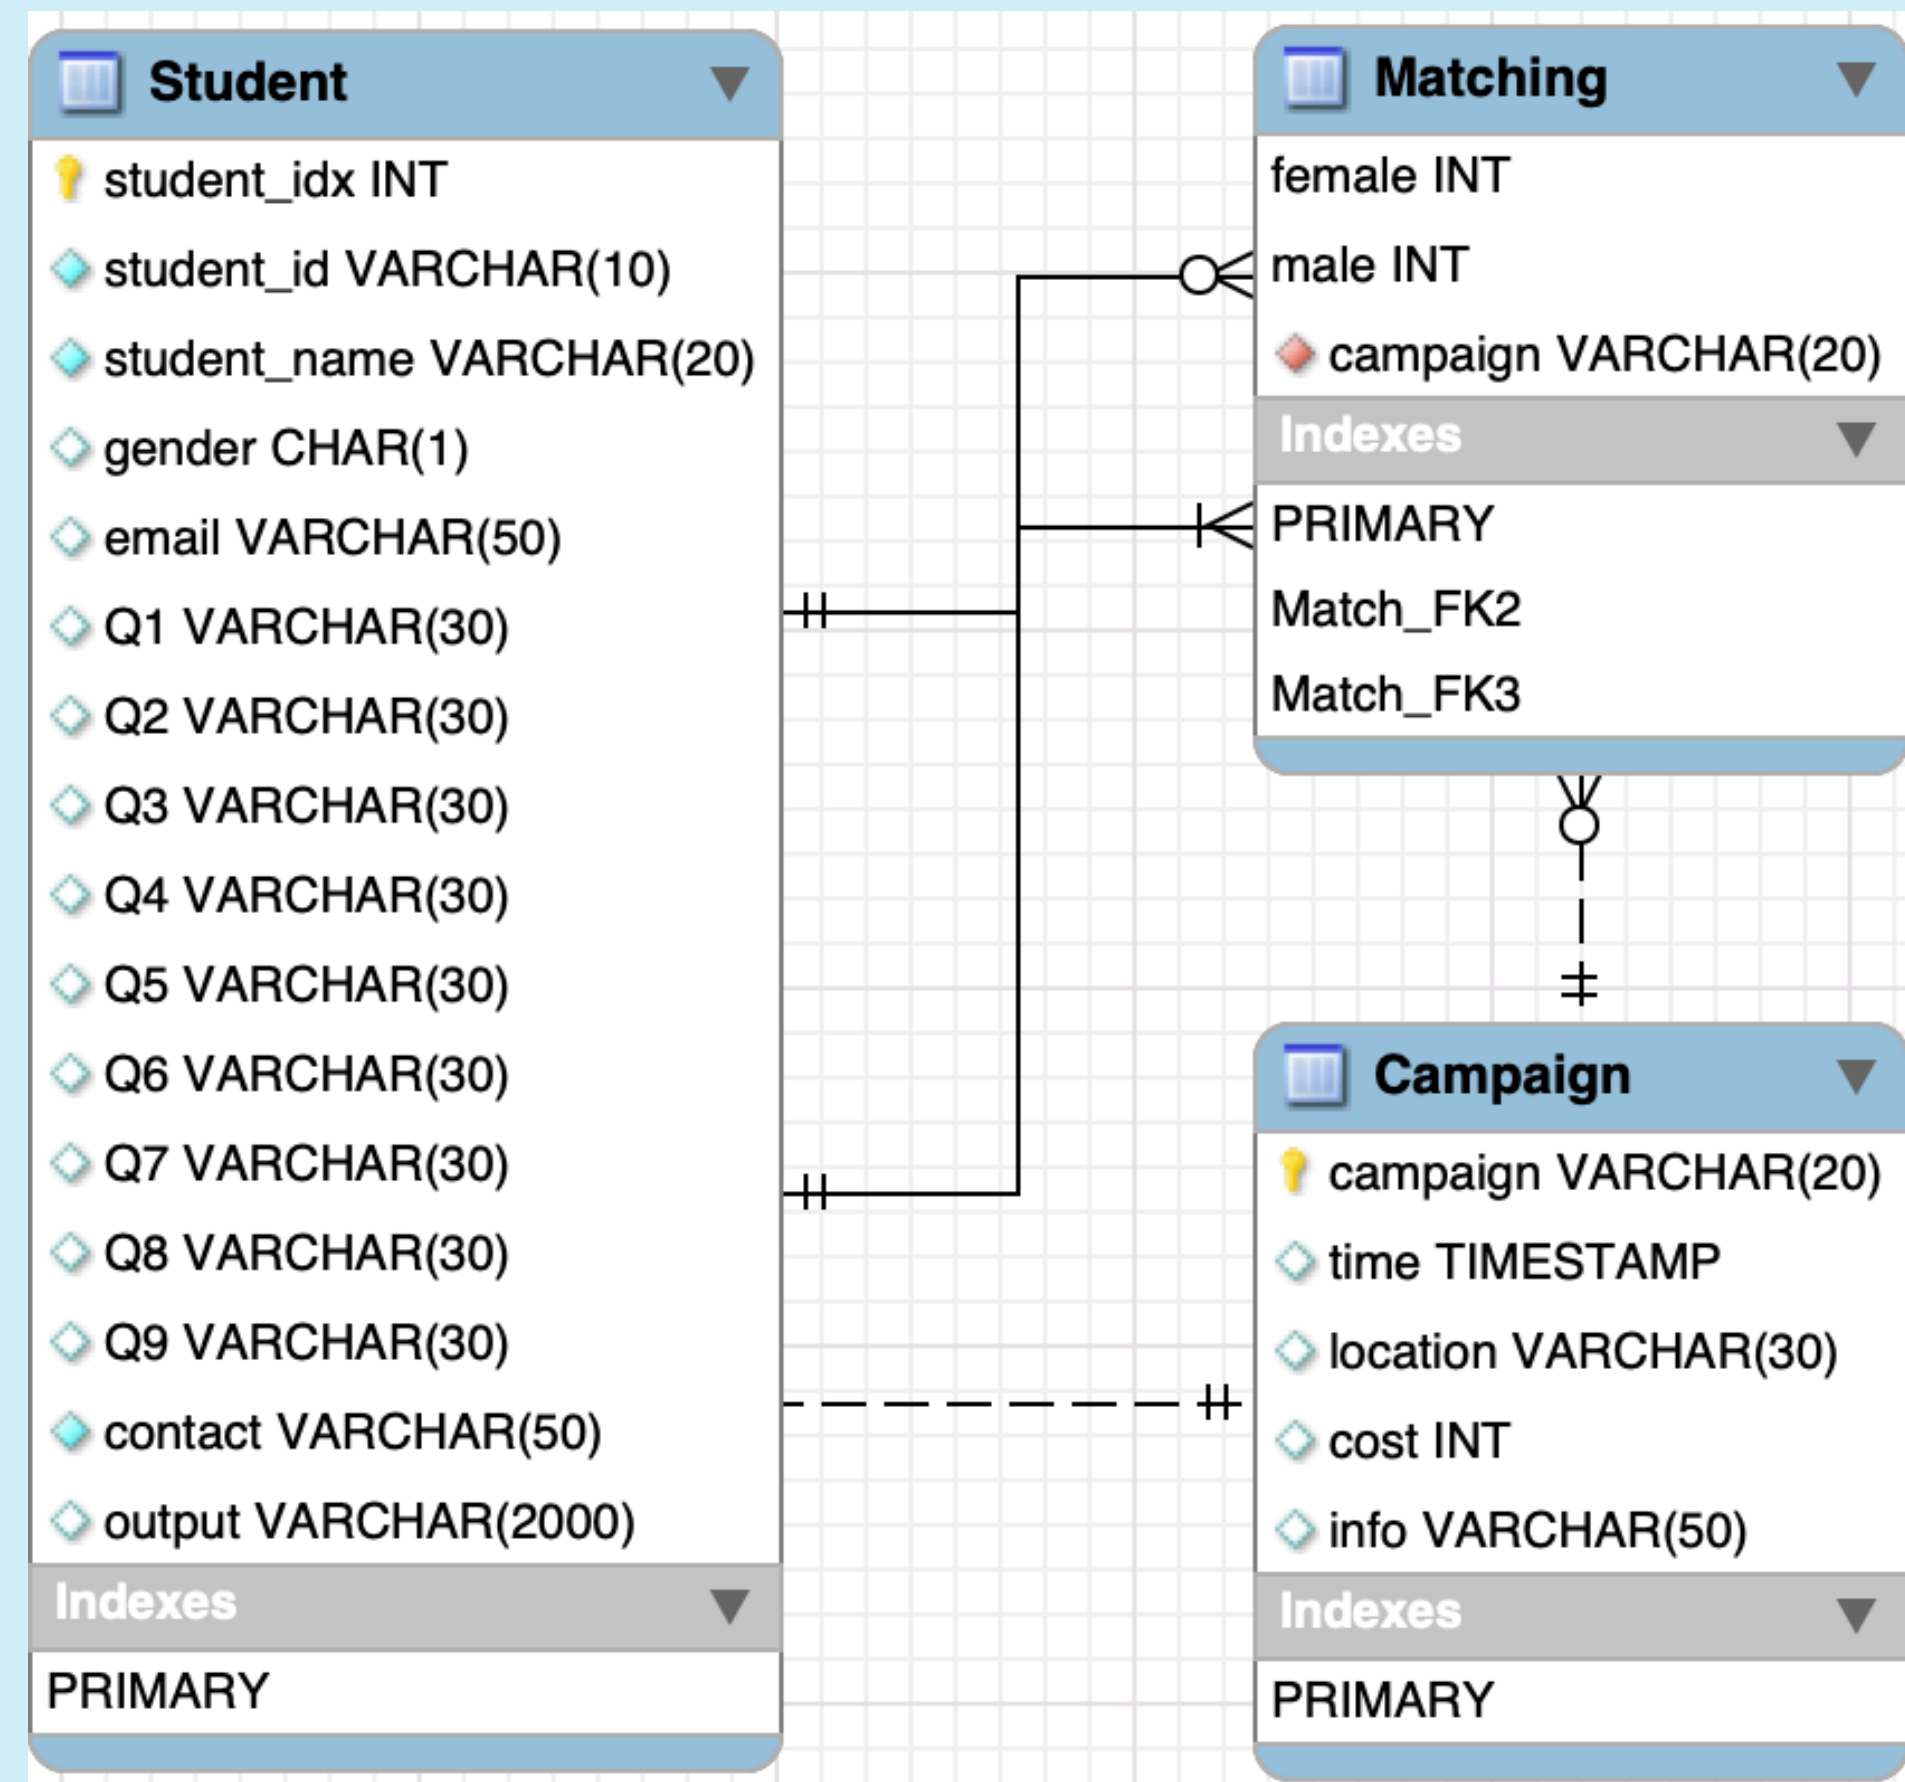 Student
student_idx INT
student_id VARCHAR(10)
student_name VARCHAR(20)
gender CHAR(1)
email VARCHAR(50)
Q1 VARCHAR(30)
Q2 VARCHAR(30)
Q3 VARCHAR(30)
Q4 VARCHAR(30)
Q5 VARCHAR(30)
Q6 VARCHAR(30)
Q7 VARCHAR(30)
Q8 VARCHAR(30)
Q9 VARCHAR(30)
contact VARCHAR(50)
output VARCHAR(2000)
Indexes
PRIMARY
Matching
female INT
male INT
campaign VARCHAR(20)
Indexes
PRIMARY
Match_FK2
Match_FK3
Campaign
campaign VARCHAR(20)
time TIMESTAMP
location VARCHAR(30)
cost INT
info VARCHAR(50)
Indexes
PRIMARY